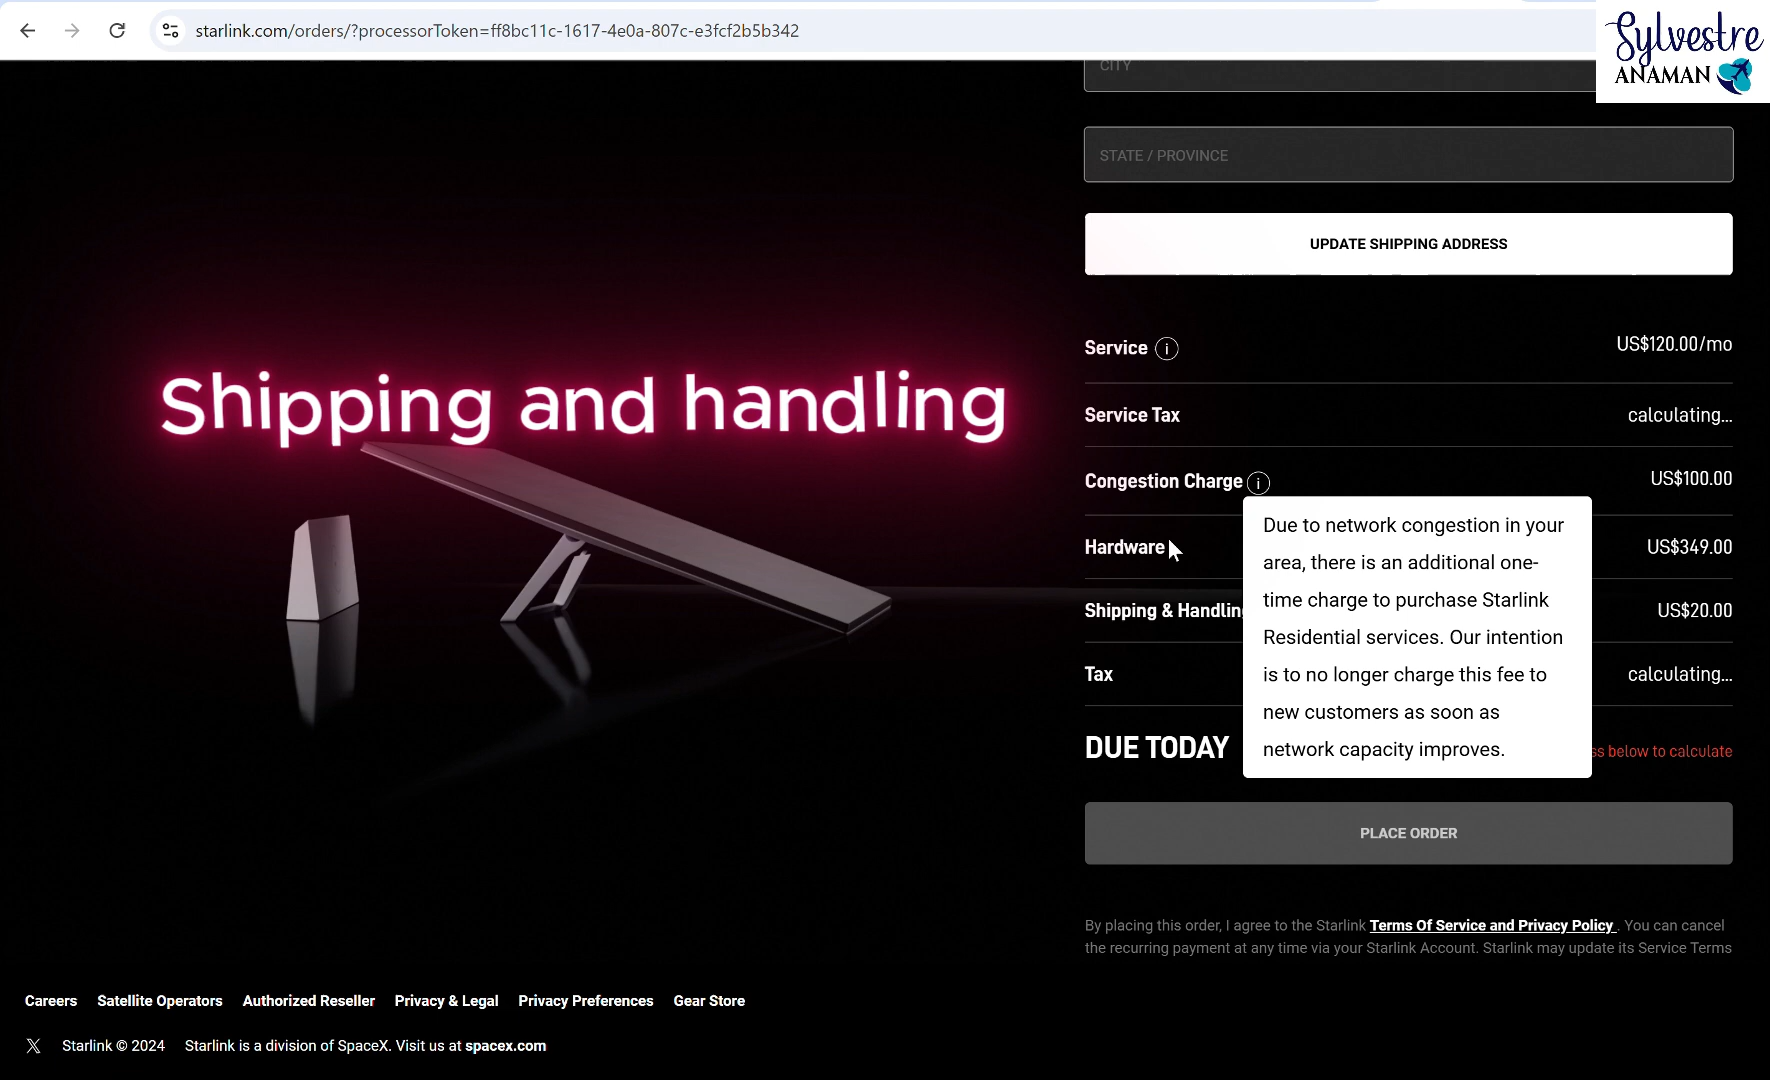 starlink.com/orders/?processorToken=ff8bc11c-1617-4e0a-807c-e3fcf2b5b342
Sylvestre
ANAMAN
CITY
STATE / PROVINCE
UPDATE SHIPPING ADDRESS
Shipping and handling
Service i US$120.00/mo
Service Tax calculating...
Congestion Charge i US$100.00
Hardware US$349.00
Shipping & Handling US$20.00
Tax calculating...
Due to network congestion in your
area, there is an additional one-
time charge to purchase Starlink
Residential services. Our intention
is to no longer charge this fee to
new customers as soon as
network capacity improves.
DUE TODAY below to calculate
PLACE ORDER
By placing this order, I agree to the Starlink Terms Of Service and Privacy Policy . You can cancel
the recurring payment at any time via your Starlink Account. Starlink may update its Service Terms
Careers Satellite Operators Authorized Reseller Privacy & Legal Privacy Preferences Gear Store
X Starlink © 2024 Starlink is a division of SpaceX. Visit us at spacex.com